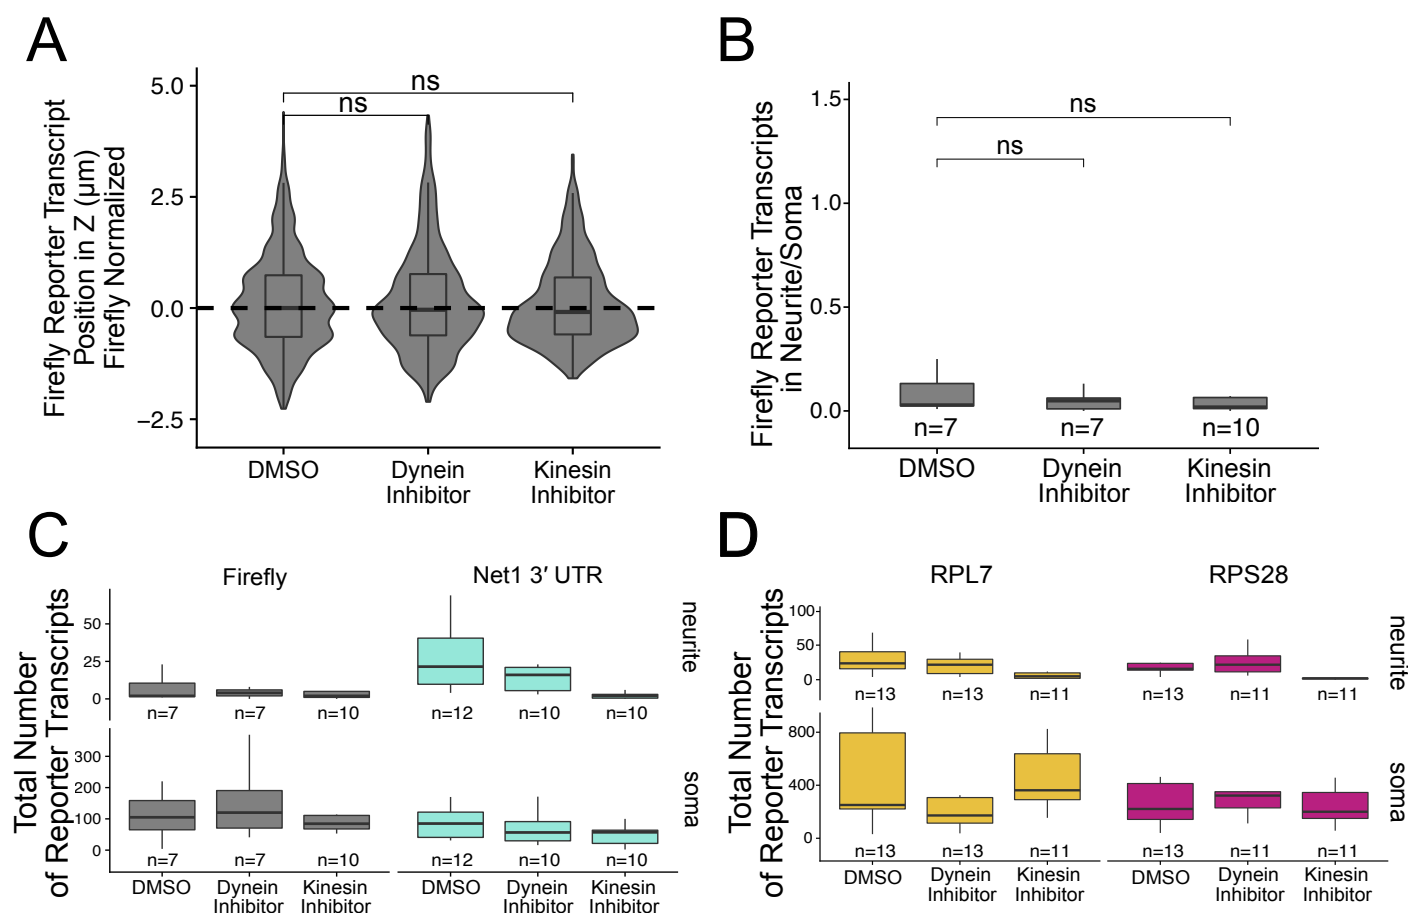 A
Firefly Reporter Transcript
Position in Z (µm)
Firefly Normalized
5.0
2.5
0.0
−2.5
ns
ns
DMSO
Dynein
Inhibitor
Kinesin
Inhibitor
B
Firefly Reporter Transcripts
in Neurite/Soma
1.5
1.0
0.5
0.0
ns
ns
n=7
n=7
n=10
DMSO
Dynein
Inhibitor
Kinesin
Inhibitor
C
Total Number
of Reporter Transcripts
Firefly
Net1 3′ UTR
50
25
0
n=7
n=7
n=10
n=12
n=10
n=10
neurite
300
200
100
0
n=7
n=7
n=10
n=12
n=10
n=10
soma
DMSO
Dynein
Inhibitor
Kinesin
Inhibitor
DMSO
Dynein
Inhibitor
Kinesin
Inhibitor
D
Total Number
of Reporter Transcripts
RPL7
RPS28
100
50
0
n=13
n=13
n=11
n=13
n=11
n=11
neurite
800
400
0
n=13
n=13
n=11
n=13
n=11
n=11
soma
DMSO
Dynein
Inhibitor
Kinesin
Inhibitor
DMSO
Dynein
Inhibitor
Kinesin
Inhibitor